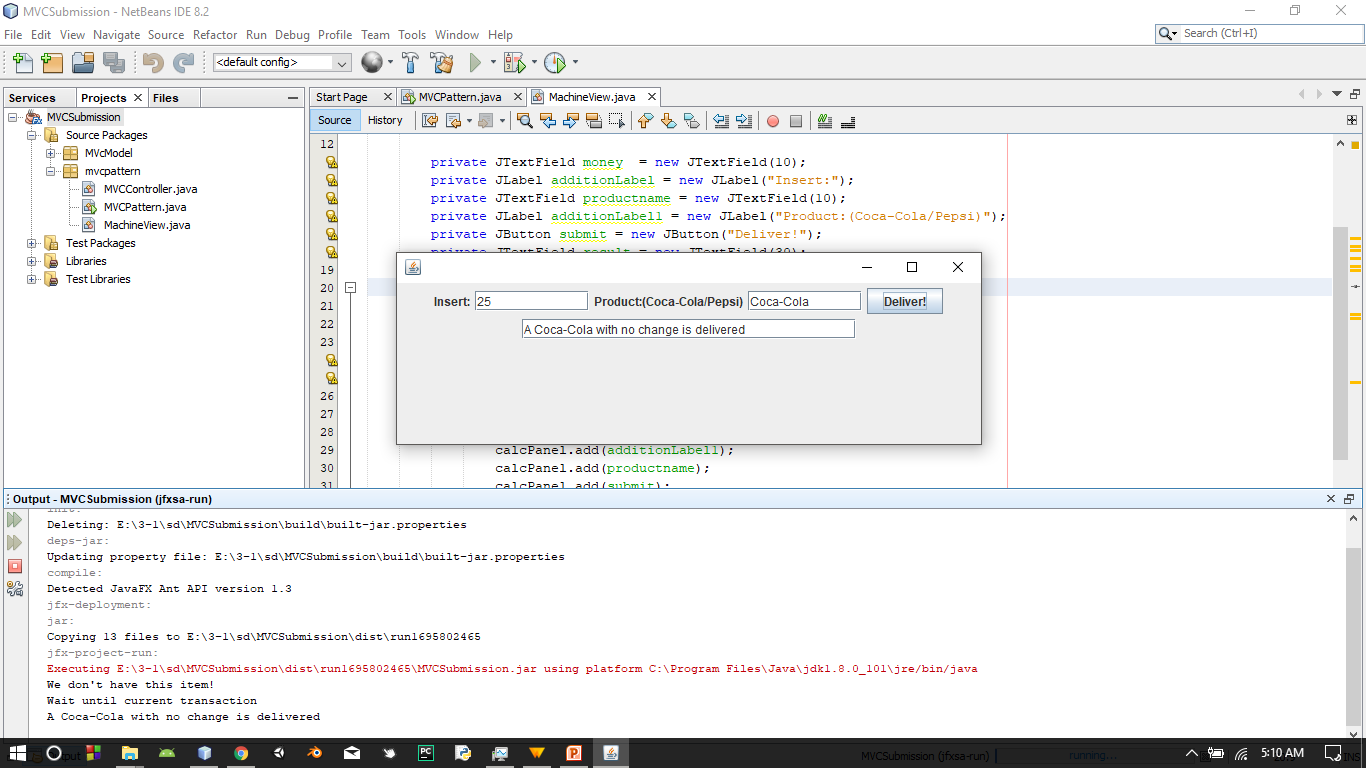 MVCSubmission - NetBeans IDE 8.2
File Edit View Navigate Source Refactor Run Debug Profile Team Tools Window Help
Search (Ctrl+I)
<default config>
Services Projects Files
Start Page MVCPattern.java MachineView.java
Source History
MVCSubmission
Source Packages
MVcModel
mvcpattern
MVCController.java
MVCPattern.java
MachineView.java
Test Packages
Libraries
Test Libraries
12
private JTextField money = new JTextField(10);
private JLabel additionLabel = new JLabel("Insert:");
private JTextField productname = new JTextField(10);
private JLabel additionLabel1 = new JLabel("Product:(Coca-Cola/Pepsi)");
private JButton submit = new JButton("Deliver!");
private JTextField result = new JTextField(30);
19
20
21
22
23
26
27
28
29 calcPanel.add(additionLabel1);
30 calcPanel.add(productname);
31 calcPanel.add(submit);
Insert: 25 Product:(Coca-Cola/Pepsi) Coca-Cola Deliver!
A Coca-Cola with no change is delivered
Output - MVCSubmission (jfxsa-run)
init:
Deleting: E:\3-1\sd\MVCSubmission\build\built-jar.properties
deps-jar:
Updating property file: E:\3-1\sd\MVCSubmission\build\built-jar.properties
compile:
Detected JavaFX Ant API version 1.3
jfx-deployment:
jar:
Copying 13 files to E:\3-1\sd\MVCSubmission\dist\run1695802465
jfx-project-run:
Executing E:\3-1\sd\MVCSubmission\dist\run1695802465\MVCSubmission.jar using platform C:\Program Files\Java\jdk1.8.0_101\jre/bin/java
We don't have this item!
Wait until current transaction
A Coca-Cola with no change is delivered
Output
PC
MVCSubmission (jfxsa-run) running...
5:10 AM
INS